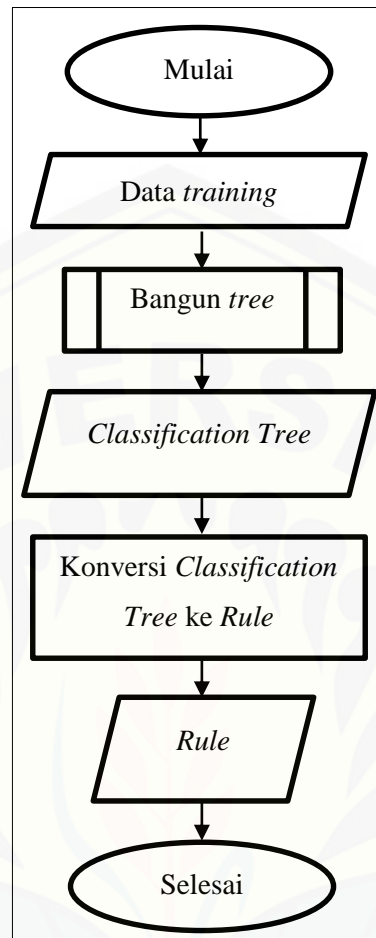 Mulai
Data training
Bangun tree
Classification Tree
Konversi Classification
Tree ke Rule
Rule
Selesai